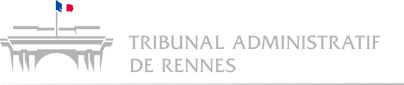 TRIBUNAL ADMINISTRATIF
DE RENNES